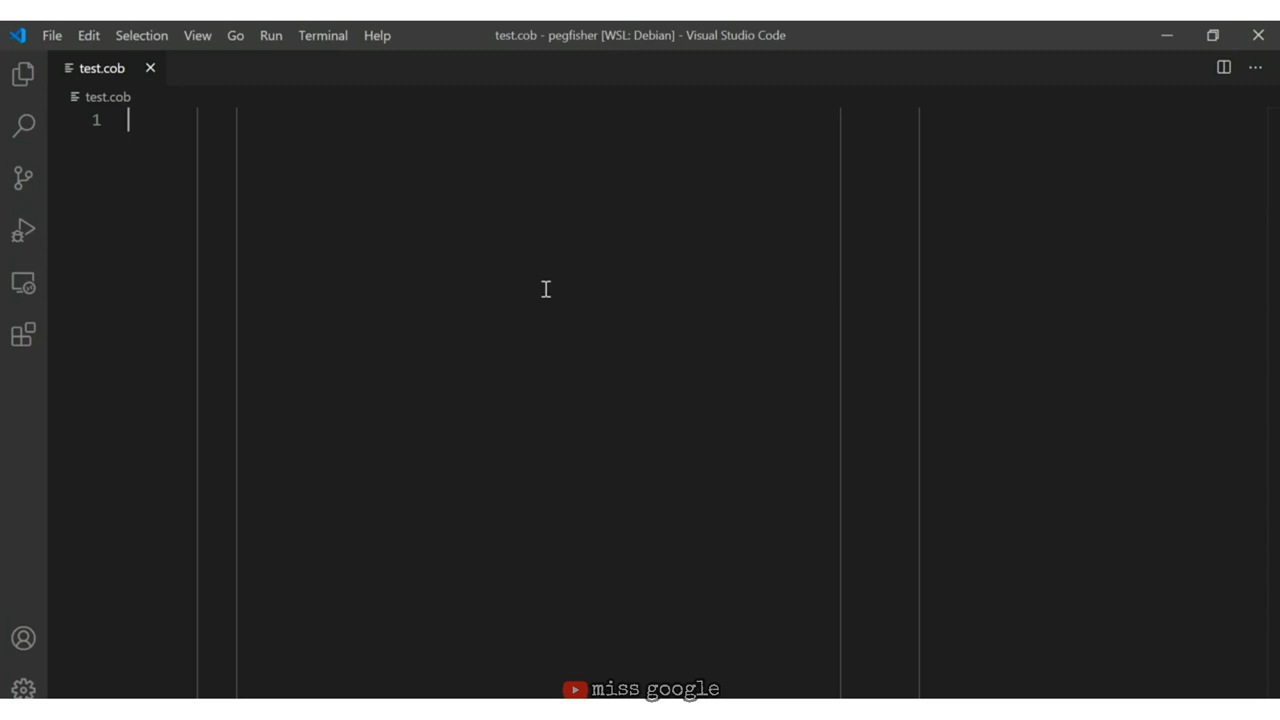 File Edit Selection View Go Run Terminal Help test.cob - pegfisher [WSL: Debian] - Visual Studio Code
test.cob
test.cob
1
miss google